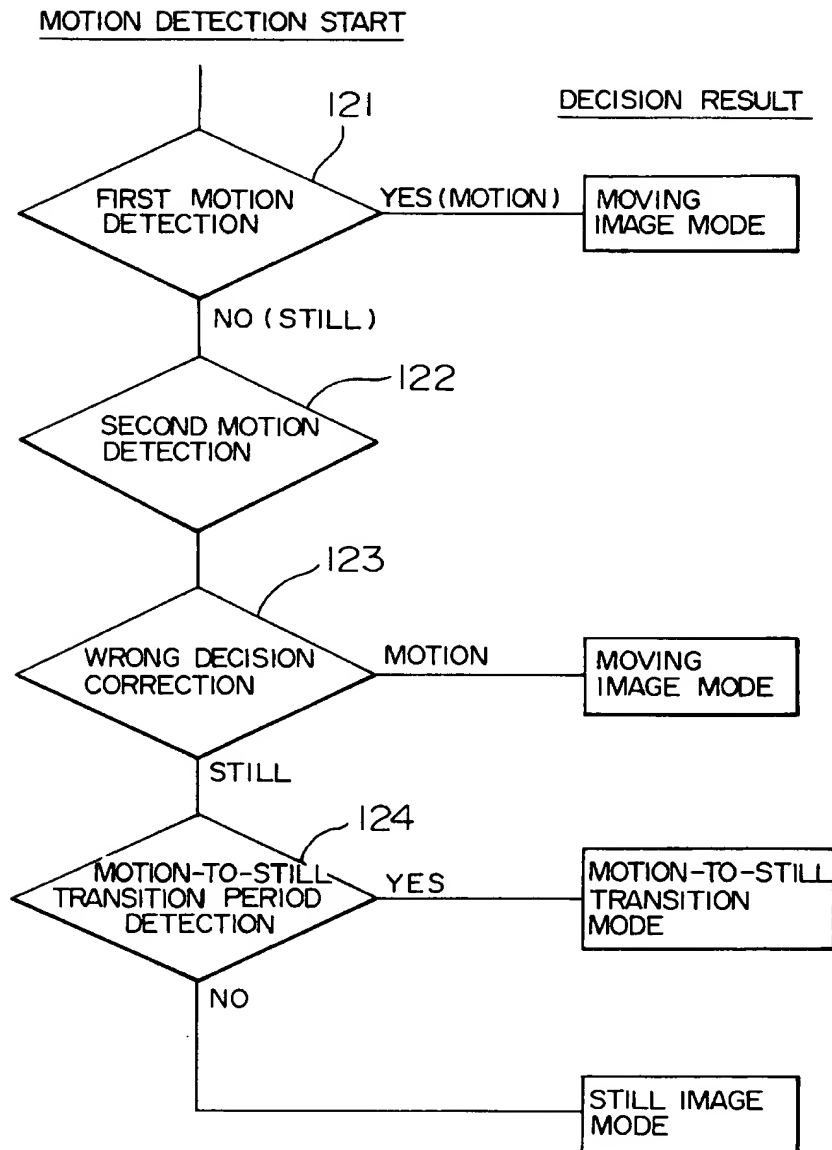 MOTION DETECTION START
DECISION RESULT
121
FIRST MOTION
DETECTION
YES (MOTION)
MOVING
IMAGE MODE
NO (STILL)
122
SECOND MOTION
DETECTION
123
WRONG DECISION
CORRECTION
MOTION
MOVING
IMAGE MODE
STILL
124
MOTION-TO-STILL
TRANSITION PERIOD
DETECTION
YES
MOTION-TO-STILL
TRANSITION
MODE
NO
STILL IMAGE
MODE